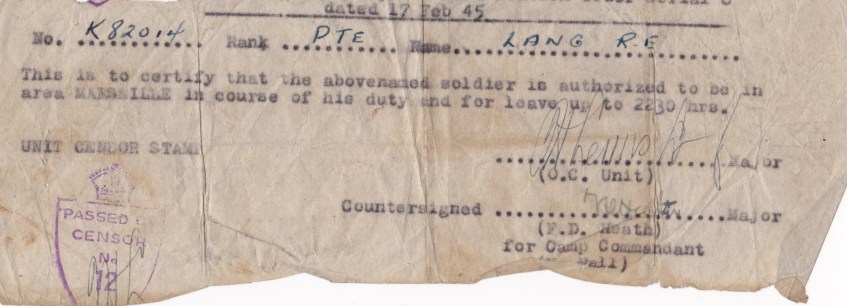 dated 17 Feb 45
No. K82014 Rank PTE Name LANG R.E
This is to certify that the abovenamed soldier is authorized to be in
area MARSEILLE in course of his duty and for leave up to 2230 hrs.
UNIT CENSOR STAMP
Major
(O.C. Unit)
Countersigned Major
(F.D. Heath)
for Camp Commandant
PASSED
CENSOR
No
12